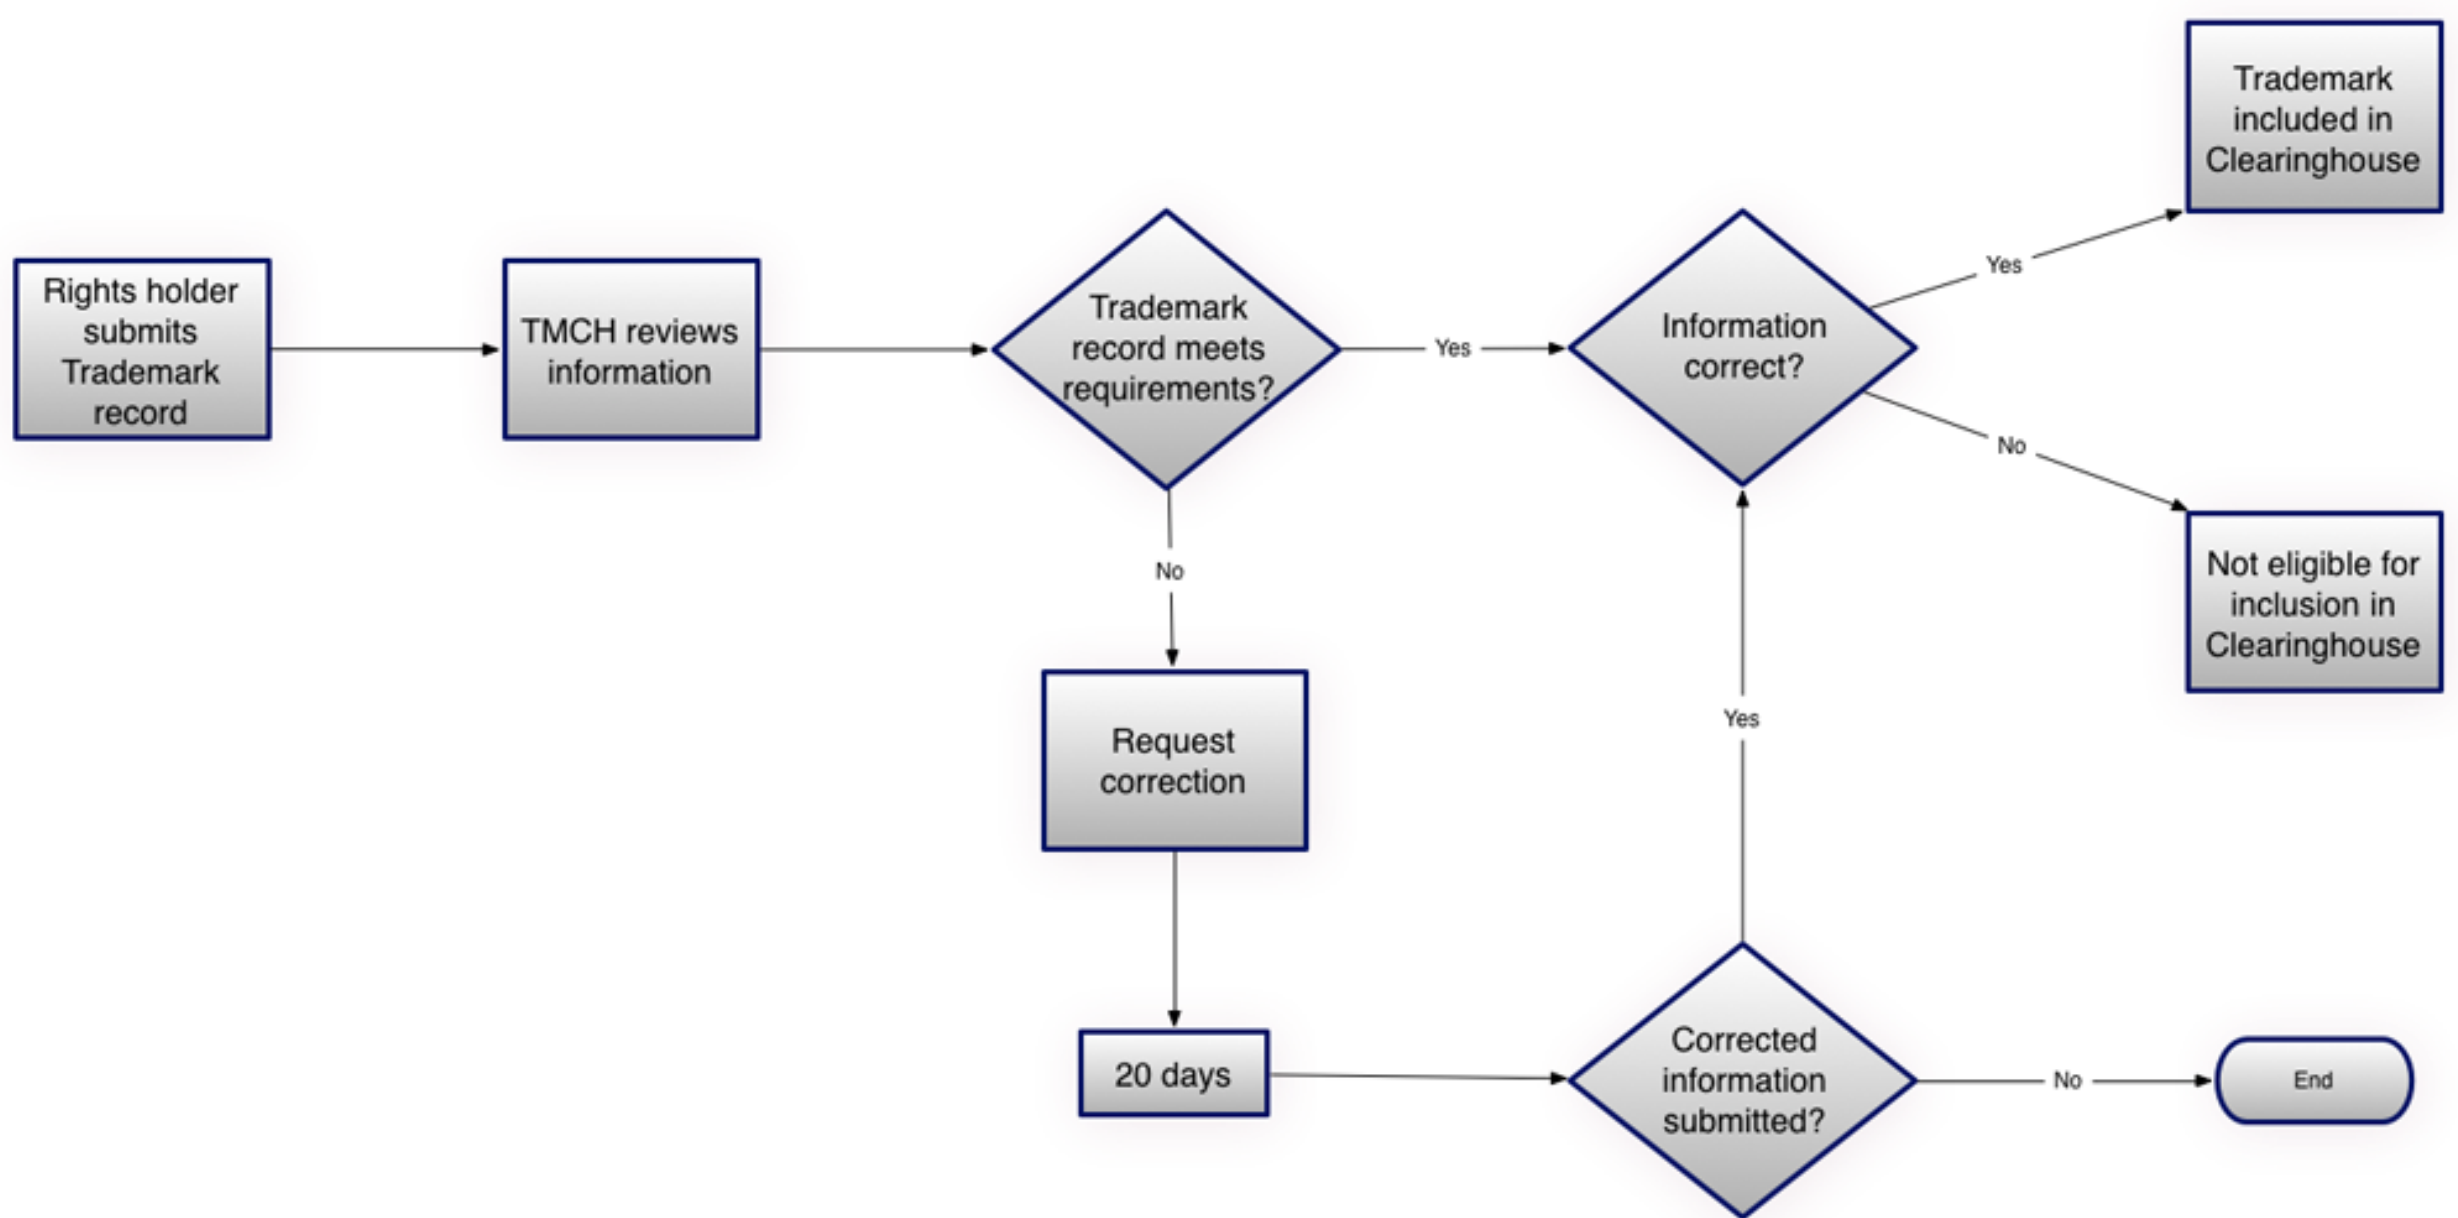 Rights holder
submits
Trademark
record
TMCH reviews
information
Trademark
record meets
requirements?
Yes
Information
correct?
Yes
Trademark
included in
Clearinghouse
No
Not eligible for
inclusion in
Clearinghouse
No
Request
correction
20 days
Corrected
information
submitted?
Yes
No
End